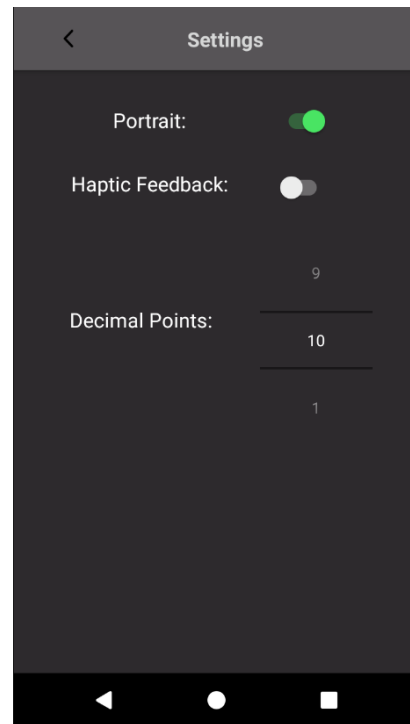 Settings
Portrait:
Haptic Feedback:
9
Decimal Points:
10
1